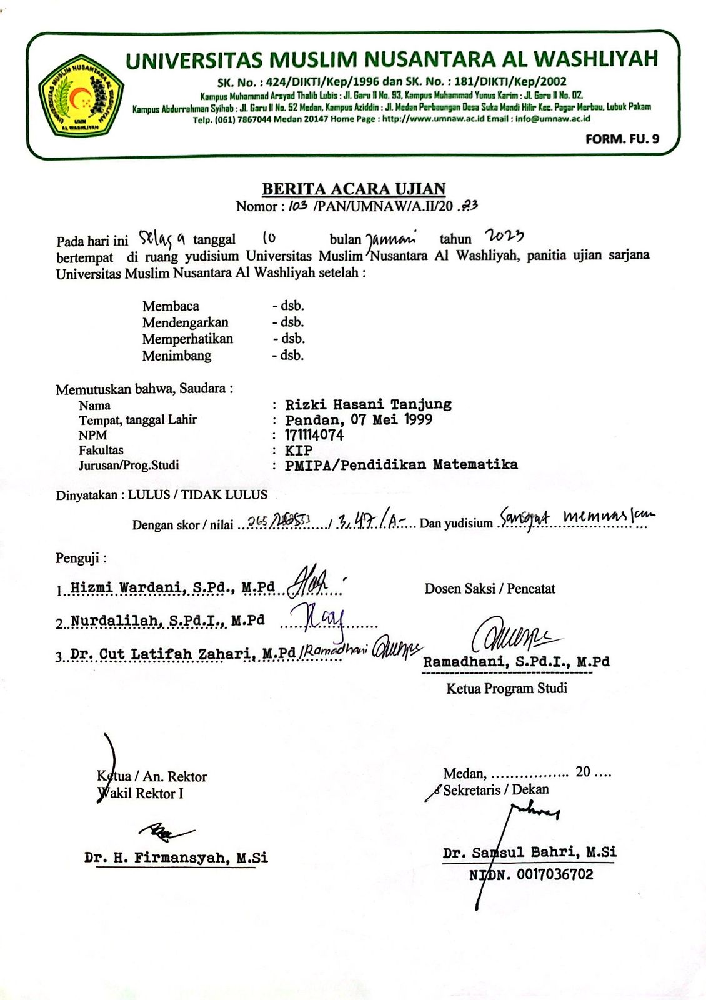 UNIVERSITAS MUSLIM NUSANTARA AL WASHLIYAH
SK. No. : 424/DIKTI/Kep/1996 dan SK. No. : 181/DIKTI/Kep/2002
Kampus Muhammad Arsyad Thalib Lubis : Jl. Garu II No. 93, Kampus Muhammad Yunus Karim : Jl. Garu II No. 02,
Kampus Abdurrahman Syihab : Jl. Garu II No. 52 Medan, Kampus Aziddin : Jl. Medan Perbaungan Desa Suka Mandi Hilir Kec. Pagar Merbau, Lubuk Pakam
Telp. (061) 7867044 Medan 20147 Home Page : http://www.umnaw.ac.id Email : info@umnaw.ac.id
UNIVERSITAS MUSLIM NUSANTARA AL WASHLIYAH
UMN
AL WASHLIYAH
FORM. FU. 9
BERITA ACARA UJIAN
Nomor : 103 /PAN/UMNAW/A.II/20 .23
Pada hari ini Selasa tanggal 10 bulan Januari tahun 2023
bertempat di ruang yudisium Universitas Muslim Nusantara Al Washliyah, panitia ujian sarjana
Universitas Muslim Nusantara Al Washliyah setelah :
Membaca - dsb.
Mendengarkan - dsb.
Memperhatikan - dsb.
Menimbang - dsb.
Memutuskan bahwa, Saudara :
Nama : Rizki Hasani Tanjung
Tempat, tanggal Lahir : Pandan, 07 Mei 1999
NPM : 171114074
Fakultas : KIP
Jurusan/Prog.Studi : PMIPA/Pendidikan Matematika
Dinyatakan : LULUS / TIDAK LULUS
Dengan skor / nilai / 3,47 / A- Dan yudisium Sangat memuaskan
Penguji :
1. Hizmi Wardani, S.Pd., M.Pd
Dosen Saksi / Pencatat
2. Nurdalilah, S.Pd.I., M.Pd
3. Dr. Cut Latifah Zahari, M.Pd /Ramadhani
Ramadhani, S.Pd.I., M.Pd
Ketua Program Studi
Ketua / An. Rektor
Wakil Rektor I
Medan, ................. 20 ....
Sekretaris / Dekan
Dr. H. Firmansyah, M.Si
Dr. Samsul Bahri, M.Si
NIDN. 0017036702